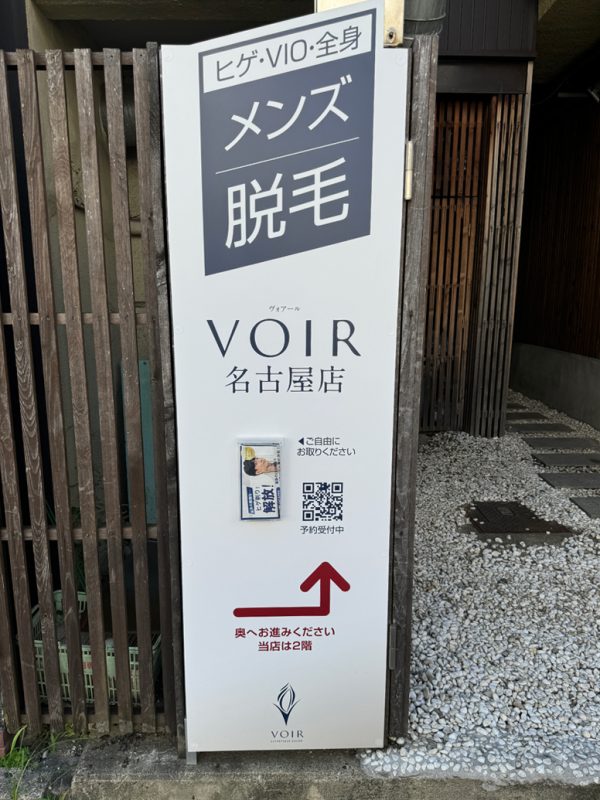 ヒゲ・VIO・全身
メンズ
脱毛
ヴォアール
VOIR
名古屋店
◀ご自由に
お取りください
解放!
予約受付中
奥へお進みください
当店は2階
VOIR